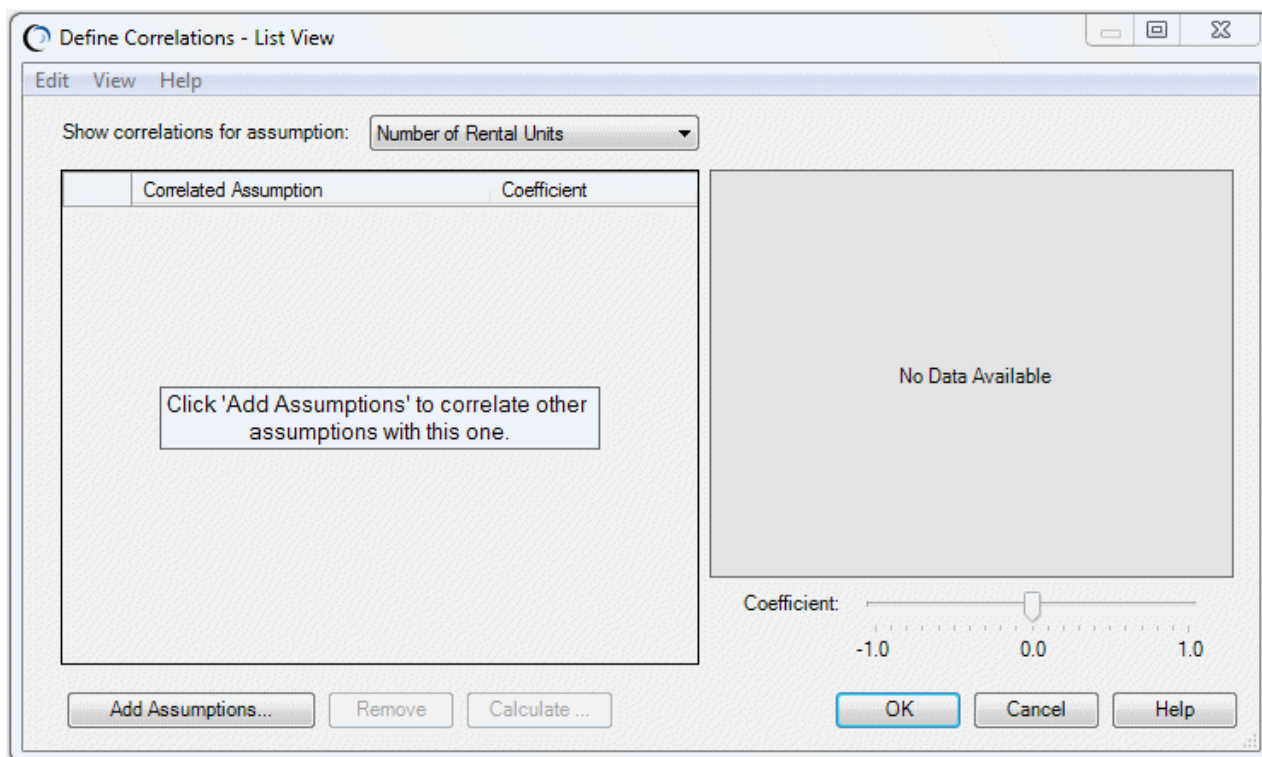 Define Correlations - List View
Edit View Help
Show correlations for assumption: Number of Rental Units
Correlated Assumption Coefficient
Click 'Add Assumptions' to correlate other
assumptions with this one.
No Data Available
Coefficient:
-1.0 0.0 1.0
Add Assumptions... Remove Calculate ... OK Cancel Help